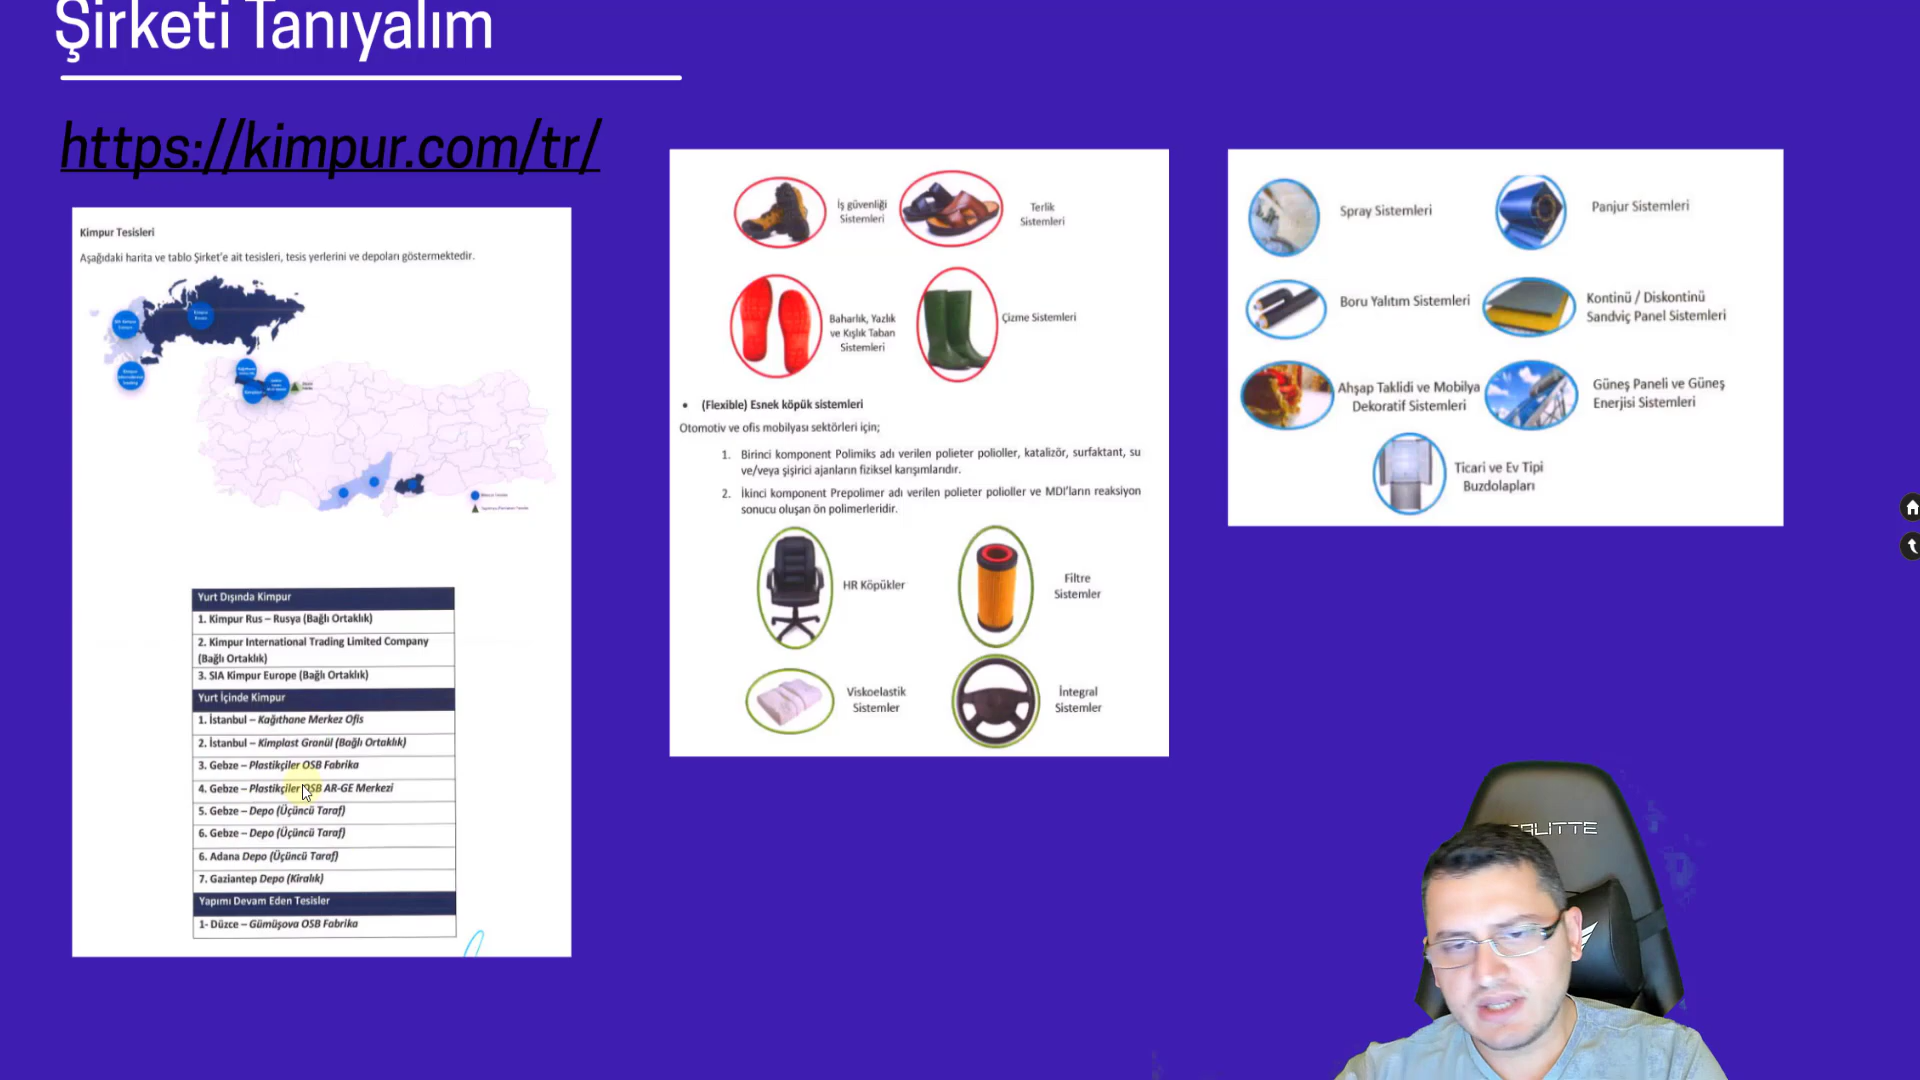 Şirketi Tanıyalım
https://kimpur.com/tr/
Kimpur Tesisleri
Aşağıdaki harita ve tablo Şirket'e ait tesisleri, tesis yerlerini ve depoları göstermektedir.
Yurt Dışında Kimpur
1. Kimpur Rus – Rusya (Bağlı Ortaklık)
2. Kimpur International Trading Limited Company
(Bağlı Ortaklık)
3. SIA Kimpur Europe (Bağlı Ortaklık)
Yurt İçinde Kimpur
1. İstanbul – Kağıthane Merkez Ofis
2. İstanbul – Kimplast Granül (Bağlı Ortaklık)
3. Gebze – Plastikçiler OSB Fabrika
4. Gebze – Plastikçiler OSB AR-GE Merkezi
5. Gebze – Depo (Üçüncü Taraf)
6. Gebze – Depo (Üçüncü Taraf)
6. Adana Depo (Üçüncü Taraf)
7. Gaziantep Depo (Kiralık)
Yapımı Devam Eden Tesisler
1- Düzce – Gümüşova OSB Fabrika
İş güvenliği
Sistemleri
Terlik
Sistemleri
Baharlık, Yazlık
ve Kışlık Taban
Sistemleri
Çizme Sistemleri
• (Flexible) Esnek köpük sistemleri
Otomotiv ve ofis mobilyası sektörleri için;
1. Birinci komponent Polimiks adı verilen polieter polioller, katalizör, surfaktant, su
ve/veya şişirici ajanların fiziksel karışımlarıdır.
2. İkinci komponent Prepolimer adı verilen polieter polioller ve MDI'ların reaksiyon
sonucu oluşan ön polimerleridir.
HR Köpükler
Filtre
Sistemler
Viskoelastik
Sistemler
İntegral
Sistemler
Spray Sistemleri
Panjur Sistemleri
Boru Yalıtım Sistemleri
Kontinü / Diskontinü
Sandviç Panel Sistemleri
Ahşap Taklidi ve Mobilya
Dekoratif Sistemleri
Güneş Paneli ve Güneş
Enerjisi Sistemleri
Ticari ve Ev Tipi
Buzdolapları